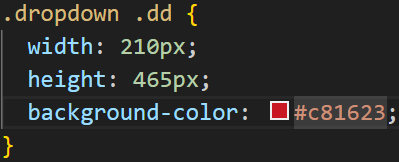 .dropdown .dd {
width: 210px;
height: 465px;
background-color: #c81623;
}